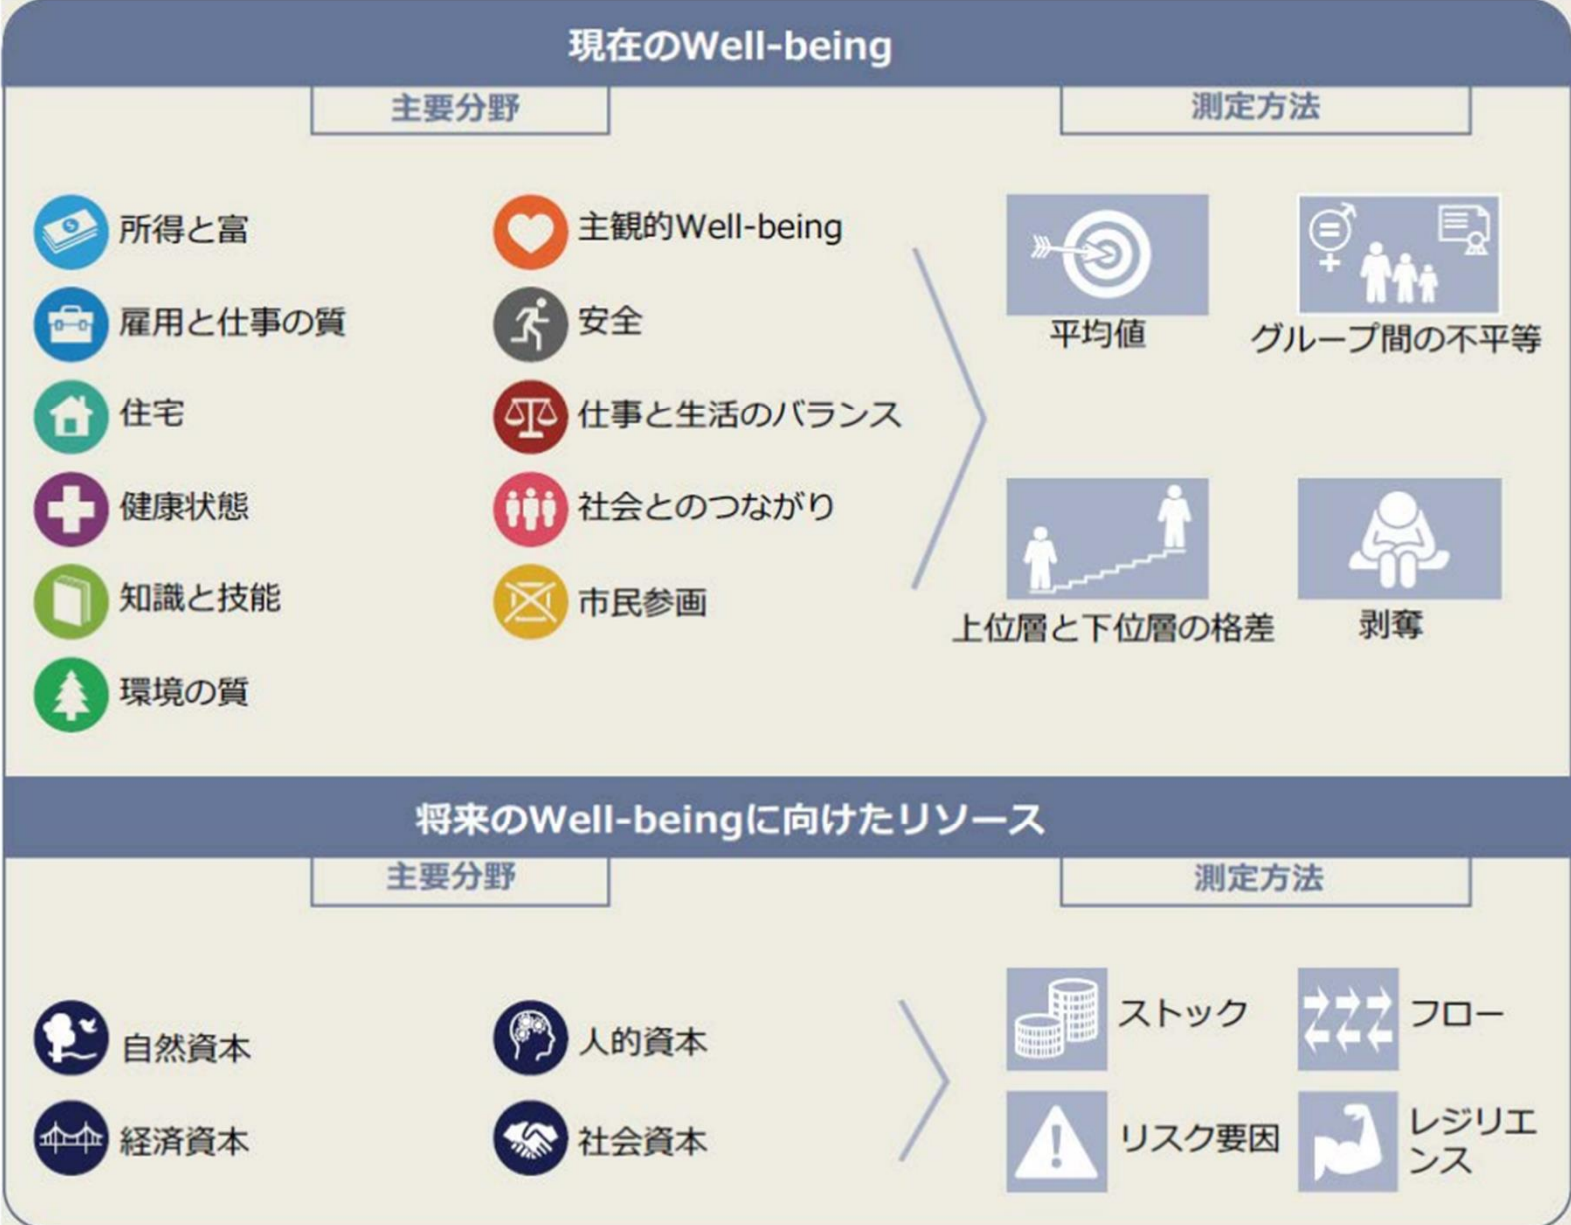 現在のWell-being
主要分野
測定方法
所得と富
雇用と仕事の質
住宅
健康状態
知識と技能
環境の質
主観的Well-being
安全
仕事と生活のバランス
社会とのつながり
市民参画
平均値
グループ間の不平等
上位層と下位層の格差
剥奪
将来のWell-beingに向けたリソース
主要分野
測定方法
自然資本
経済資本
人的資本
社会資本
ストック
フロー
リスク要因
レジリエ
ンス